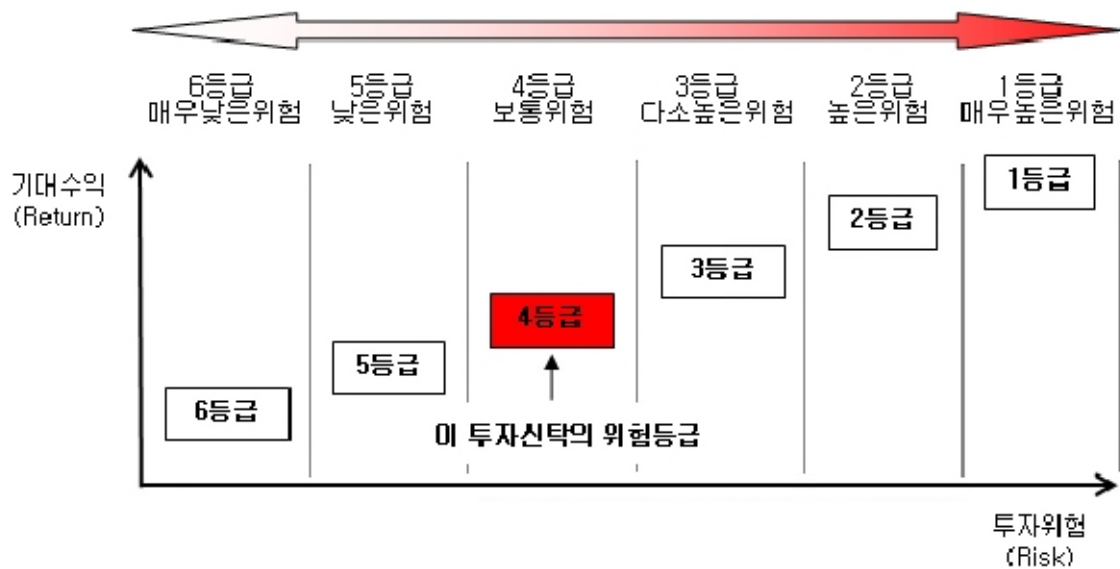 6등급 5등급 4등급 3등급 2등급 1등급
매우낮은위험 낮은위험 보통위험 다소높은위험 높은위험 매우높은위험
기대수익
(Return)
1등급
2등급
3등급
4등급
5등급
6등급
이 투자신탁의 위험등급
투자위험
(Risk)